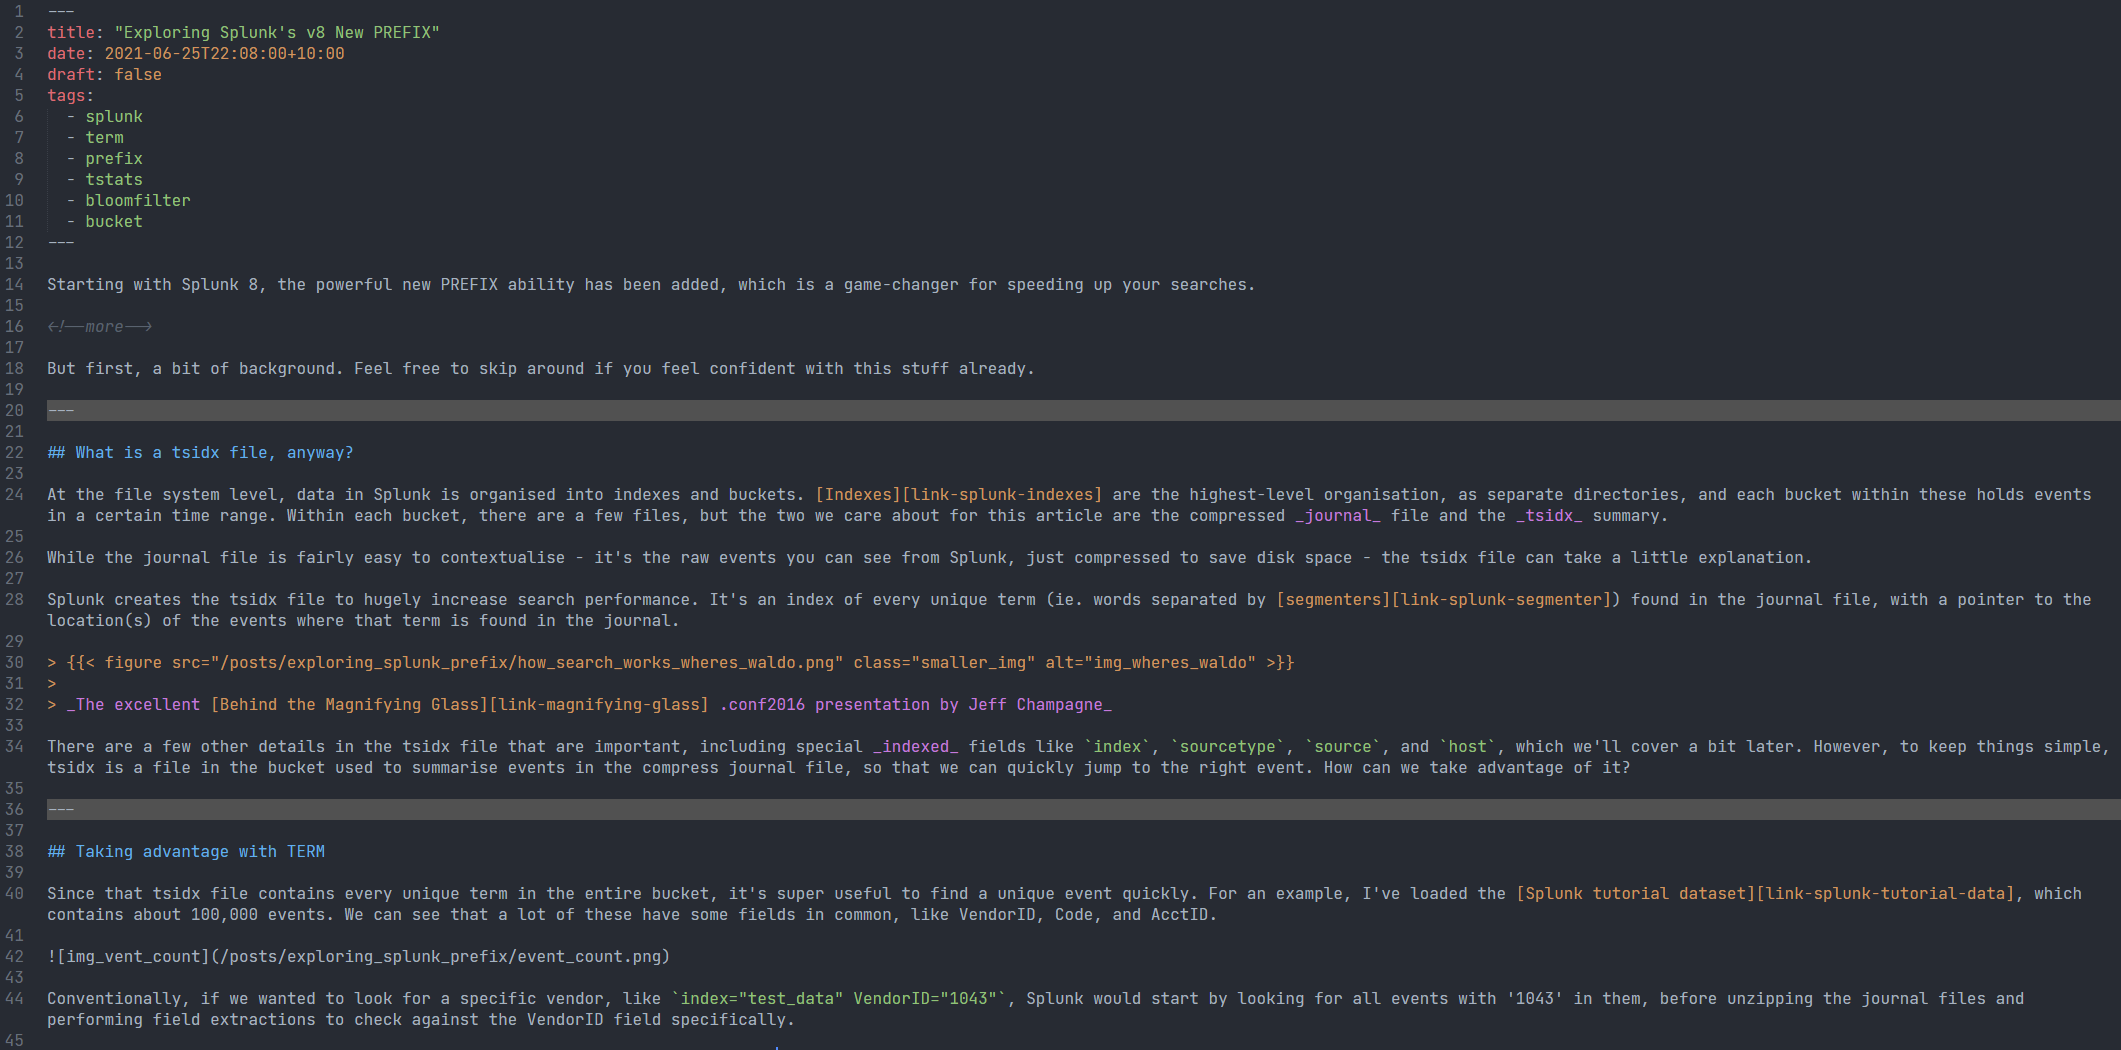 1 ---
2 title: "Exploring Splunk's v8 New PREFIX"
3 date: 2021-06-25T22:08:00+10:00
4 draft: false
5 tags:
6   - splunk
7   - term
8   - prefix
9   - tstats
10   - bloomfilter
11   - bucket
12 ---
13
14 Starting with Splunk 8, the powerful new PREFIX ability has been added, which is a game-changer for speeding up your searches.
15
16 <!--more-->
17
18 But first, a bit of background. Feel free to skip around if you feel confident with this stuff already.
19
20 ---
21
22 ## What is a tsidx file, anyway?
23
24 At the file system level, data in Splunk is organised into indexes and buckets. [Indexes][link-splunk-indexes] are the highest-level organisation, as separate directories, and each bucket within these holds events
in a certain time range. Within each bucket, there are a few files, but the two we care about for this article are the compressed _journal_ file and the _tsidx_ summary.
25
26 While the journal file is fairly easy to contextualise - it's the raw events you can see from Splunk, just compressed to save disk space - the tsidx file can take a little explanation.
27
28 Splunk creates the tsidx file to hugely increase search performance. It's an index of every unique term (ie. words separated by [segmenters][link-splunk-segmenter]) found in the journal file, with a pointer to the
location(s) of the events where that term is found in the journal.
29
30 > {{< figure src="/posts/exploring_splunk_prefix/how_search_works_wheres_waldo.png" class="smaller_img" alt="img_wheres_waldo" >}}
31 >
32 > _The excellent [Behind the Magnifying Glass][link-magnifying-glass] .conf2016 presentation by Jeff Champagne_
33
34 There are a few other details in the tsidx file that are important, including special _indexed_ fields like `index`, `sourcetype`, `source`, and `host`, which we'll cover a bit later. However, to keep things simple,
tsidx is a file in the bucket used to summarise events in the compress journal file, so that we can quickly jump to the right event. How can we take advantage of it?
35
36 ---
37
38 ## Taking advantage with TERM
39
40 Since that tsidx file contains every unique term in the entire bucket, it's super useful to find a unique event quickly. For an example, I've loaded the [Splunk tutorial dataset][link-splunk-tutorial-data], which
contains about 100,000 events. We can see that a lot of these have some fields in common, like VendorID, Code, and AcctID.
41
42 ![img_vent_count](/posts/exploring_splunk_prefix/event_count.png)
43
44 Conventionally, if we wanted to look for a specific vendor, like `index="test_data" VendorID="1043"`, Splunk would start by looking for all events with '1043' in them, before unzipping the journal files and
performing field extractions to check against the VendorID field specifically.
45